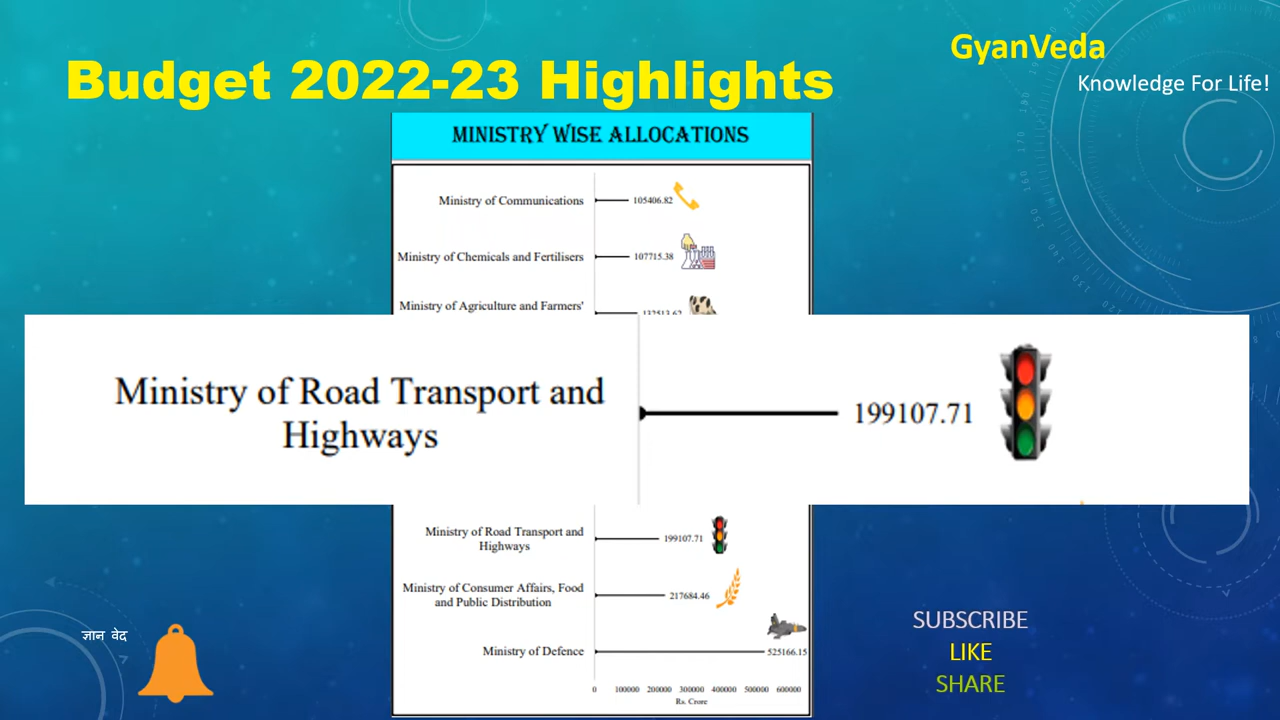 GyanVeda
Knowledge For Life!
Budget 2022-23 Highlights
MINISTRY WISE ALLOCATIONS
Ministry of Communications 105406.82
Ministry of Chemicals and Fertilisers 107715.38
Ministry of Agriculture and Farmers'
132513.62
Ministry of Road Transport and
Highways
199107.71
Ministry of Road Transport and
Highways
199107.71
Ministry of Consumer Affairs, Food
and Public Distribution
217684.46
Ministry of Defence 525166.15
0 100000 200000 300000 400000 500000 600000
Rs. Crore
ज्ञान वेद
SUBSCRIBE
LIKE
SHARE